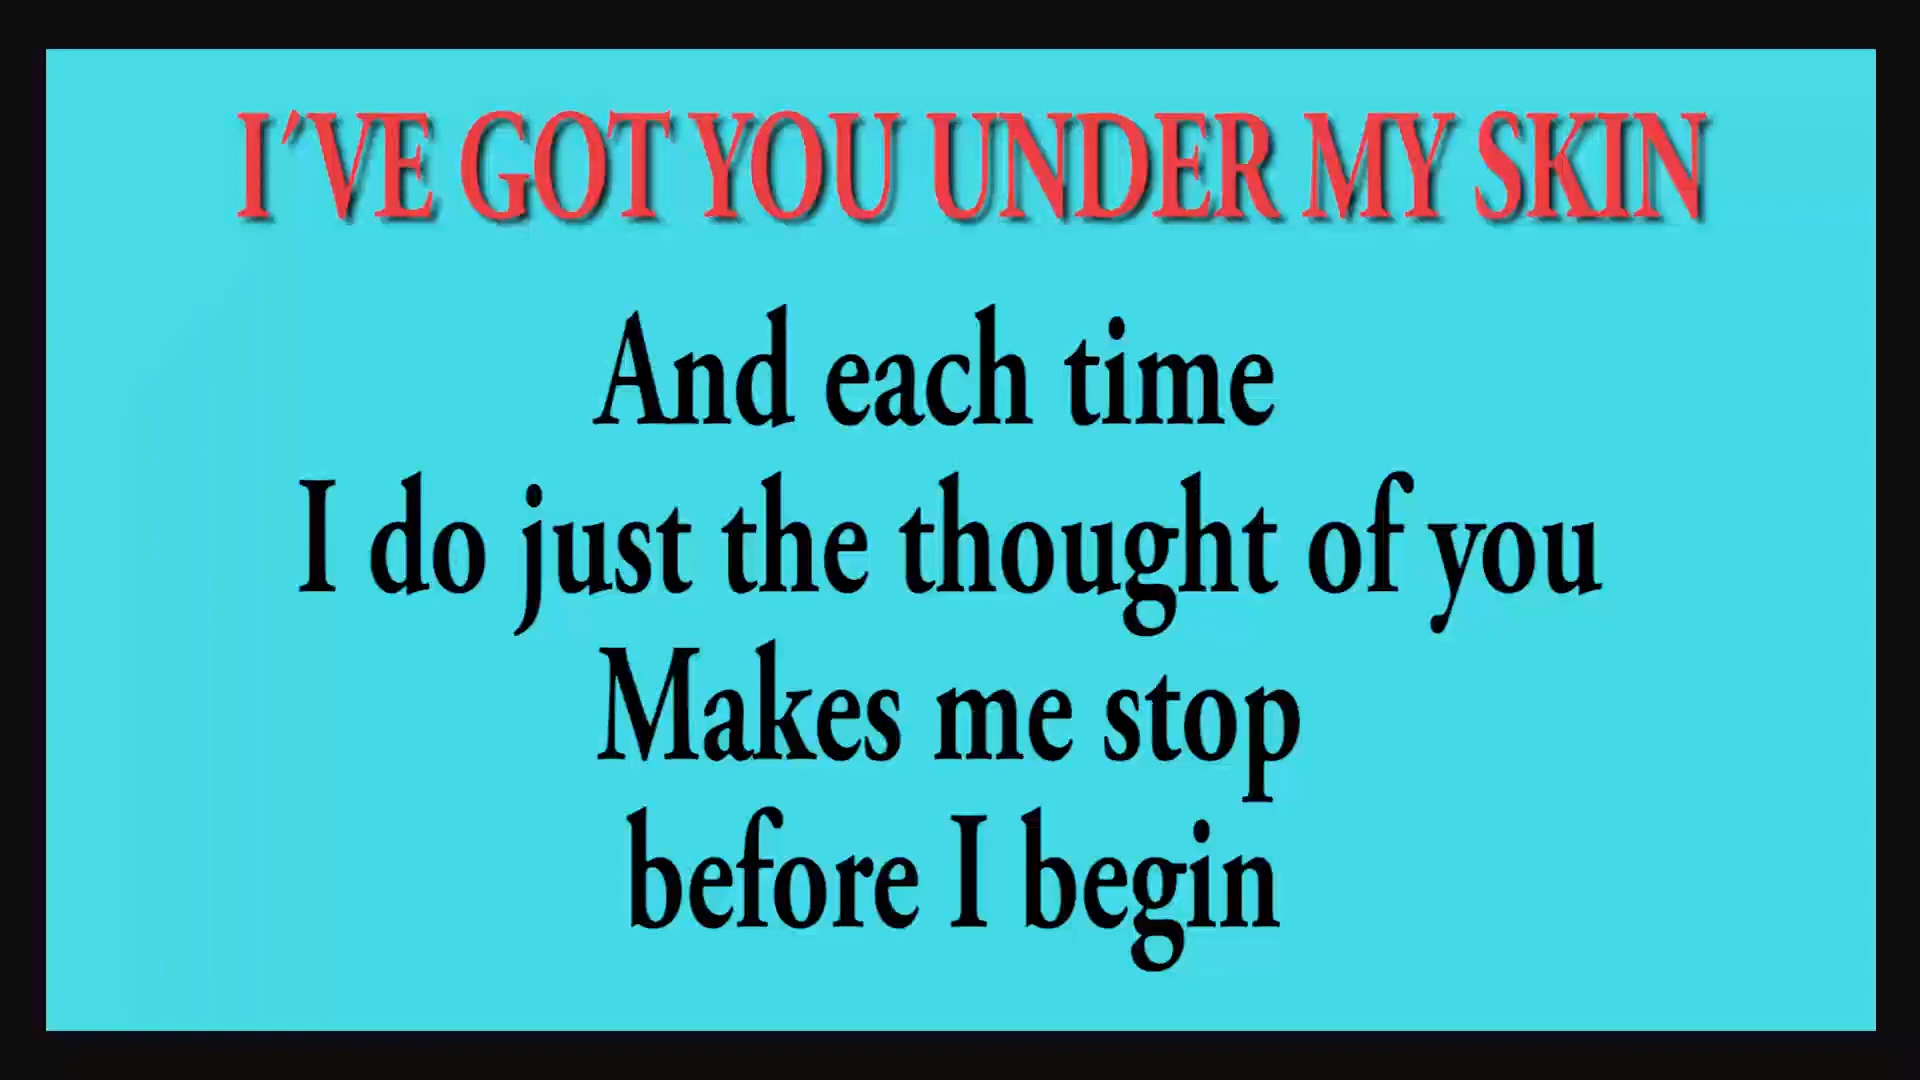 I´VE GOT YOU UNDER MY SKIN
And each time
I do just the thought of you
Makes me stop
before I begin